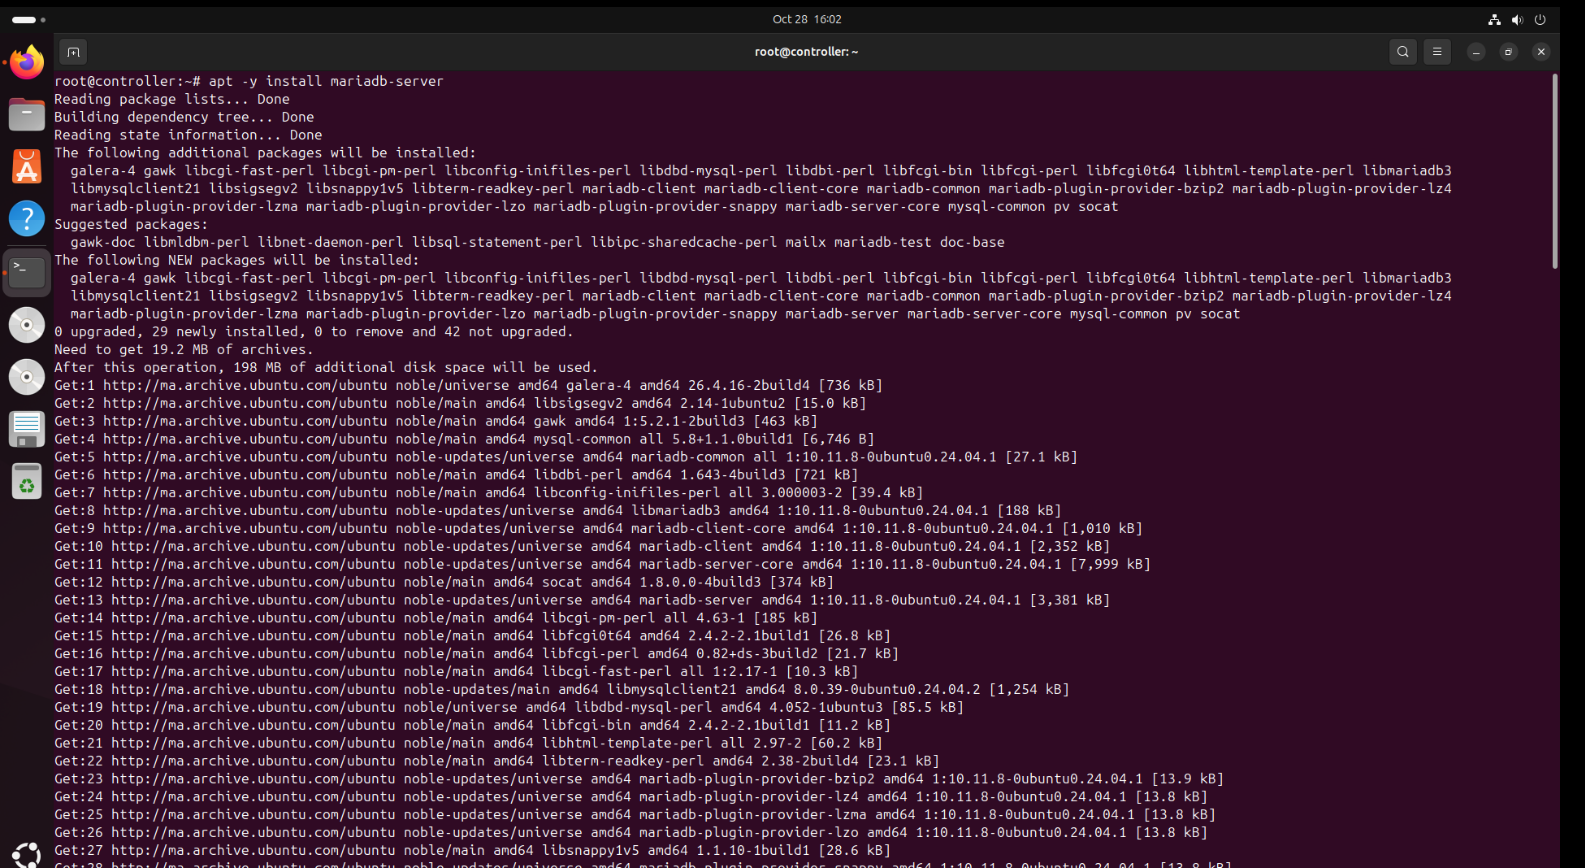 Oct 28 16:02
root@controller: ~
root@controller:~# apt -y install mariadb-server
Reading package lists... Done
Building dependency tree... Done
Reading state information... Done
The following additional packages will be installed:
galera-4 gawk libcgi-fast-perl libcgi-pm-perl libconfig-inifiles-perl libdbd-mysql-perl libdbi-perl libfcgi-bin libfcgi-perl libfcgi0t64 libhtml-template-perl libmariadb3
libmysqlclient21 libsigsegv2 libsnappy1v5 libterm-readkey-perl mariadb-client mariadb-client-core mariadb-common mariadb-plugin-provider-bzip2 mariadb-plugin-provider-lz4
mariadb-plugin-provider-lzma mariadb-plugin-provider-lzo mariadb-plugin-provider-snappy mariadb-server-core mysql-common pv socat
Suggested packages:
gawk-doc libmldbm-perl libnet-daemon-perl libsql-statement-perl libipc-sharedcache-perl mailx mariadb-test doc-base
The following NEW packages will be installed:
galera-4 gawk libcgi-fast-perl libcgi-pm-perl libconfig-inifiles-perl libdbd-mysql-perl libdbi-perl libfcgi-bin libfcgi-perl libfcgi0t64 libhtml-template-perl libmariadb3
libmysqlclient21 libsigsegv2 libsnappy1v5 libterm-readkey-perl mariadb-client mariadb-client-core mariadb-common mariadb-plugin-provider-bzip2 mariadb-plugin-provider-lz4
mariadb-plugin-provider-lzma mariadb-plugin-provider-lzo mariadb-plugin-provider-snappy mariadb-server mariadb-server-core mysql-common pv socat
0 upgraded, 29 newly installed, 0 to remove and 42 not upgraded.
Need to get 19.2 MB of archives.
After this operation, 198 MB of additional disk space will be used.
Get:1 http://ma.archive.ubuntu.com/ubuntu noble/universe amd64 galera-4 amd64 26.4.16-2build4 [736 kB]
Get:2 http://ma.archive.ubuntu.com/ubuntu noble/main amd64 libsigsegv2 amd64 2.14-1ubuntu2 [15.0 kB]
Get:3 http://ma.archive.ubuntu.com/ubuntu noble/main amd64 gawk amd64 1:5.2.1-2build3 [463 kB]
Get:4 http://ma.archive.ubuntu.com/ubuntu noble/main amd64 mysql-common all 5.8+1.1.0build1 [6,746 B]
Get:5 http://ma.archive.ubuntu.com/ubuntu noble-updates/universe amd64 mariadb-common all 1:10.11.8-0ubuntu0.24.04.1 [27.1 kB]
Get:6 http://ma.archive.ubuntu.com/ubuntu noble/main amd64 libdbi-perl amd64 1.643-4build3 [721 kB]
Get:7 http://ma.archive.ubuntu.com/ubuntu noble/main amd64 libconfig-inifiles-perl all 3.000003-2 [39.4 kB]
Get:8 http://ma.archive.ubuntu.com/ubuntu noble-updates/universe amd64 libmariadb3 amd64 1:10.11.8-0ubuntu0.24.04.1 [188 kB]
Get:9 http://ma.archive.ubuntu.com/ubuntu noble-updates/universe amd64 mariadb-client-core amd64 1:10.11.8-0ubuntu0.24.04.1 [1,010 kB]
Get:10 http://ma.archive.ubuntu.com/ubuntu noble-updates/universe amd64 mariadb-client amd64 1:10.11.8-0ubuntu0.24.04.1 [2,352 kB]
Get:11 http://ma.archive.ubuntu.com/ubuntu noble-updates/universe amd64 mariadb-server-core amd64 1:10.11.8-0ubuntu0.24.04.1 [7,999 kB]
Get:12 http://ma.archive.ubuntu.com/ubuntu noble/main amd64 socat amd64 1.8.0.0-4build3 [374 kB]
Get:13 http://ma.archive.ubuntu.com/ubuntu noble-updates/universe amd64 mariadb-server amd64 1:10.11.8-0ubuntu0.24.04.1 [3,381 kB]
Get:14 http://ma.archive.ubuntu.com/ubuntu noble/main amd64 libcgi-pm-perl all 4.63-1 [185 kB]
Get:15 http://ma.archive.ubuntu.com/ubuntu noble/main amd64 libfcgi0t64 amd64 2.4.2-2.1build1 [26.8 kB]
Get:16 http://ma.archive.ubuntu.com/ubuntu noble/main amd64 libfcgi-perl amd64 0.82+ds-3build2 [21.7 kB]
Get:17 http://ma.archive.ubuntu.com/ubuntu noble/main amd64 libcgi-fast-perl all 1:2.17-1 [10.3 kB]
Get:18 http://ma.archive.ubuntu.com/ubuntu noble-updates/main amd64 libmysqlclient21 amd64 8.0.39-0ubuntu0.24.04.2 [1,254 kB]
Get:19 http://ma.archive.ubuntu.com/ubuntu noble/universe amd64 libdbd-mysql-perl amd64 4.052-1ubuntu3 [85.5 kB]
Get:20 http://ma.archive.ubuntu.com/ubuntu noble/main amd64 libfcgi-bin amd64 2.4.2-2.1build1 [11.2 kB]
Get:21 http://ma.archive.ubuntu.com/ubuntu noble/main amd64 libhtml-template-perl all 2.97-2 [60.2 kB]
Get:22 http://ma.archive.ubuntu.com/ubuntu noble/main amd64 libterm-readkey-perl amd64 2.38-2build4 [23.1 kB]
Get:23 http://ma.archive.ubuntu.com/ubuntu noble-updates/universe amd64 mariadb-plugin-provider-bzip2 amd64 1:10.11.8-0ubuntu0.24.04.1 [13.9 kB]
Get:24 http://ma.archive.ubuntu.com/ubuntu noble-updates/universe amd64 mariadb-plugin-provider-lz4 amd64 1:10.11.8-0ubuntu0.24.04.1 [13.8 kB]
Get:25 http://ma.archive.ubuntu.com/ubuntu noble-updates/universe amd64 mariadb-plugin-provider-lzma amd64 1:10.11.8-0ubuntu0.24.04.1 [13.8 kB]
Get:26 http://ma.archive.ubuntu.com/ubuntu noble-updates/universe amd64 mariadb-plugin-provider-lzo amd64 1:10.11.8-0ubuntu0.24.04.1 [13.8 kB]
Get:27 http://ma.archive.ubuntu.com/ubuntu noble/main amd64 libsnappy1v5 amd64 1.1.10-1build1 [28.6 kB]
Get:28 http://ma.archive.ubuntu.com/ubuntu noble-updates/universe amd64 mariadb-plugin-provider-snappy amd64 1:10.11.8-0ubuntu0.24.04.1 [13.8 kB]